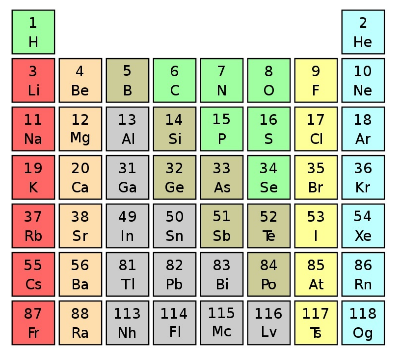 1 2
H He
3 4 5 6 7 8 9 10
Li Be B C N O F Ne
11 12 13 14 15 16 17 18
Na Mg Al Si P S Cl Ar
19 20 31 32 33 34 35 36
K Ca Ga Ge As Se Br Kr
37 38 49 50 51 52 53 54
Rb Sr In Sn Sb Te I Xe
55 56 81 82 83 84 85 86
Cs Ba Tl Pb Bi Po At Rn
87 88 113 114 115 116 117 118
Fr Ra Nh Fl Mc Lv Ts Og